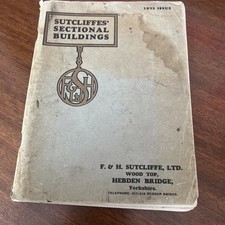 SUTCLIFFES'
SECTIONAL
BUILDINGS
F. & H. SUTCLIFFE, LTD.
WOOD TOP,
HEBDEN BRIDGE,
Yorkshire.